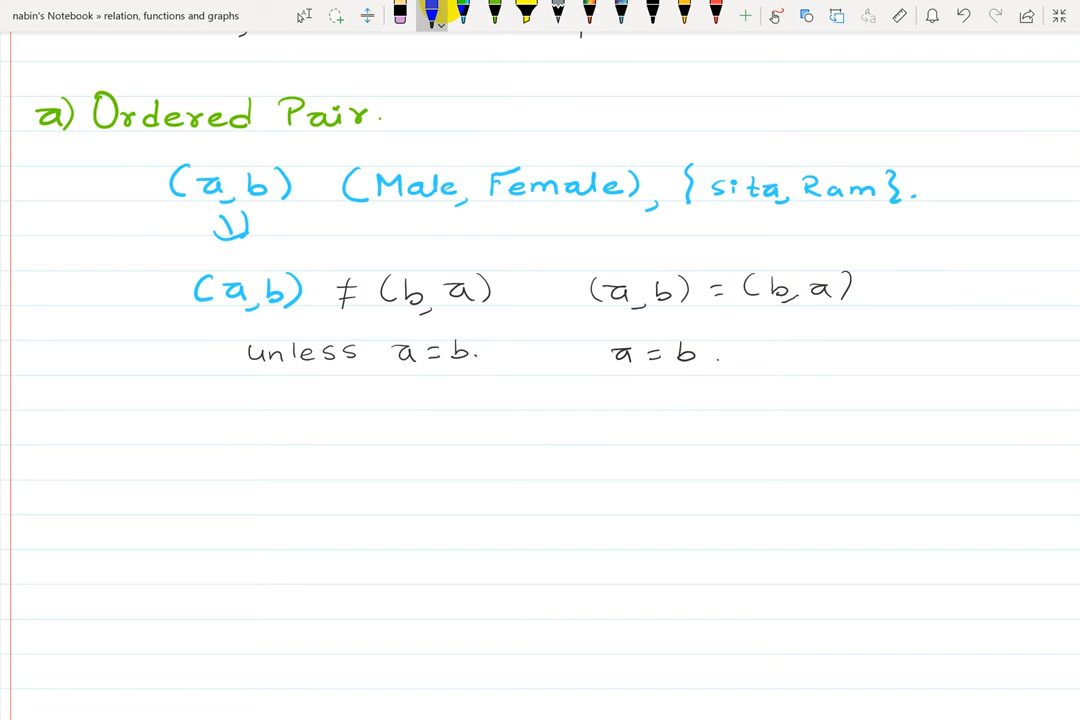 nabin's Notebook » relation, functions and graphs
a) Ordered Pair.
(a, b) (Male, Female), { sita, Ram }.
(a, b) ≠ (b, a) (a, b) = (b, a)
unless a = b. a = b .